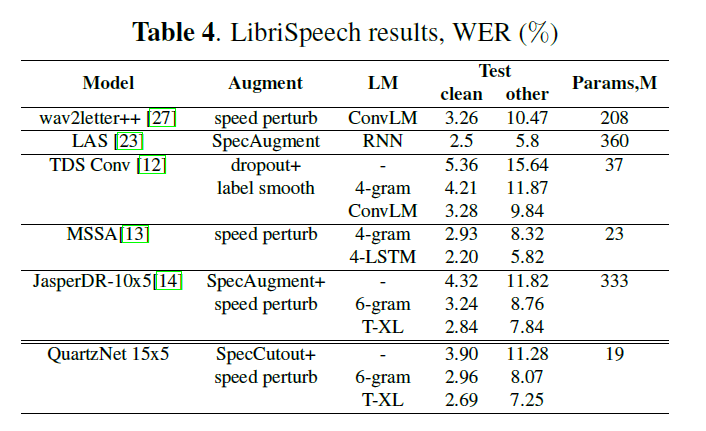 Table 4. LibriSpeech results, WER (%)
Model Augment LM Test Params,M
clean other
wav2letter++ [27] speed perturb ConvLM 3.26 10.47 208
LAS [23] SpecAugment RNN 2.5 5.8 360
TDS Conv [12] dropout+ - 5.36 15.64 37
label smooth 4-gram 4.21 11.87
ConvLM 3.28 9.84
MSSA[13] speed perturb 4-gram 2.93 8.32 23
4-LSTM 2.20 5.82
JasperDR-10x5[14] SpecAugment+ - 4.32 11.82 333
speed perturb 6-gram 3.24 8.76
T-XL 2.84 7.84
QuartzNet 15x5 SpecCutout+ - 3.90 11.28 19
speed perturb 6-gram 2.96 8.07
T-XL 2.69 7.25